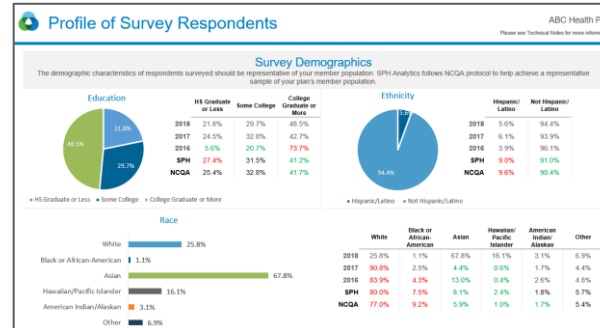 Profile of Survey Respondents
ABC Health P
Please see Technical Notes for more inform
Survey Demographics
The demographic characteristics of respondents surveyed should be representative of your member population. SPH Analytics follows NCQA protocol to help achieve a representative
sample of your plan's member population.
Education
HS Graduate or Less Some College College Graduate or More
2018 21.8% 29.7% 48.5%
2017 24.5% 32.8% 42.7%
2016 5.6% 20.7% 73.7%
SPH 27.4% 31.5% 41.2%
NCQA 25.4% 32.8% 41.7%
21.8%
48.5%
29.7%
HS Graduate or Less Some College College Graduate or More
Ethnicity
Hispanic/ Latino Not Hispanic/ Latino
2018 5.6% 94.4%
2017 6.1% 93.9%
2016 3.9% 96.1%
SPH 9.0% 91.0%
NCQA 9.6% 90.4%
5.6%
94.4%
Hispanic/Latino Not Hispanic/Latino
Race
White 25.8%
Black or African-American 1.1%
Asian 67.8%
Hawaiian/Pacific Islander 16.1%
American Indian/Alaskan 3.1%
Other 6.9%
White Black or African-American Asian Hawaiian/ Pacific Islander American Indian/ Alaskan Other
2018 25.8% 1.1% 67.8% 16.1% 3.1% 6.9%
2017 90.8% 2.5% 4.4% 0.6% 1.7% 4.4%
2016 83.9% 4.3% 13.0% 0.4% 2.6% 4.8%
SPH 80.0% 7.5% 8.1% 2.4% 1.8% 5.7%
NCQA 77.0% 9.2% 5.9% 1.0% 1.7% 5.4%